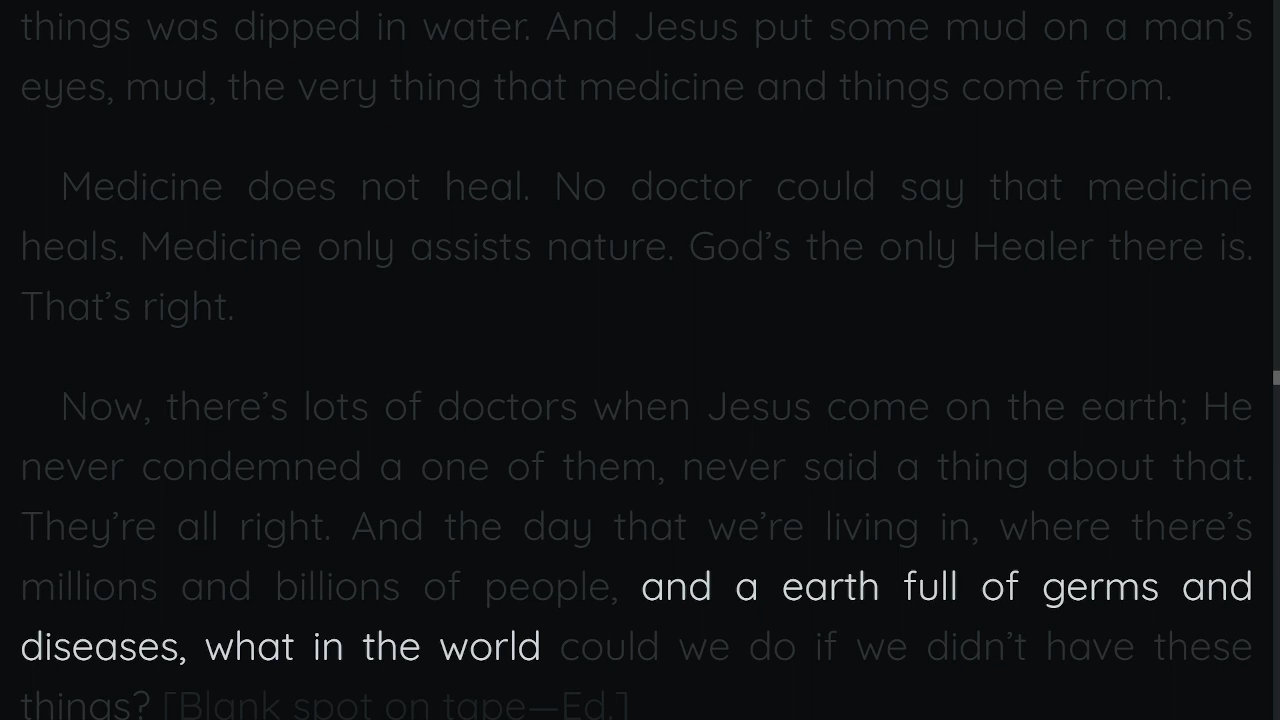 things was dipped in water. And Jesus put some mud on a man’s
eyes, mud, the very thing that medicine and things come from.
Medicine does not heal. No doctor could say that medicine
heals. Medicine only assists nature. God’s the only Healer there is.
That’s right.
Now, there’s lots of doctors when Jesus come on the earth; He
never condemned a one of them, never said a thing about that.
They’re all right. And the day that we’re living in, where there’s
millions and billions of people, and a earth full of germs and
diseases, what in the world could we do if we didn’t have these
things? [Blank spot on tape—Ed.]